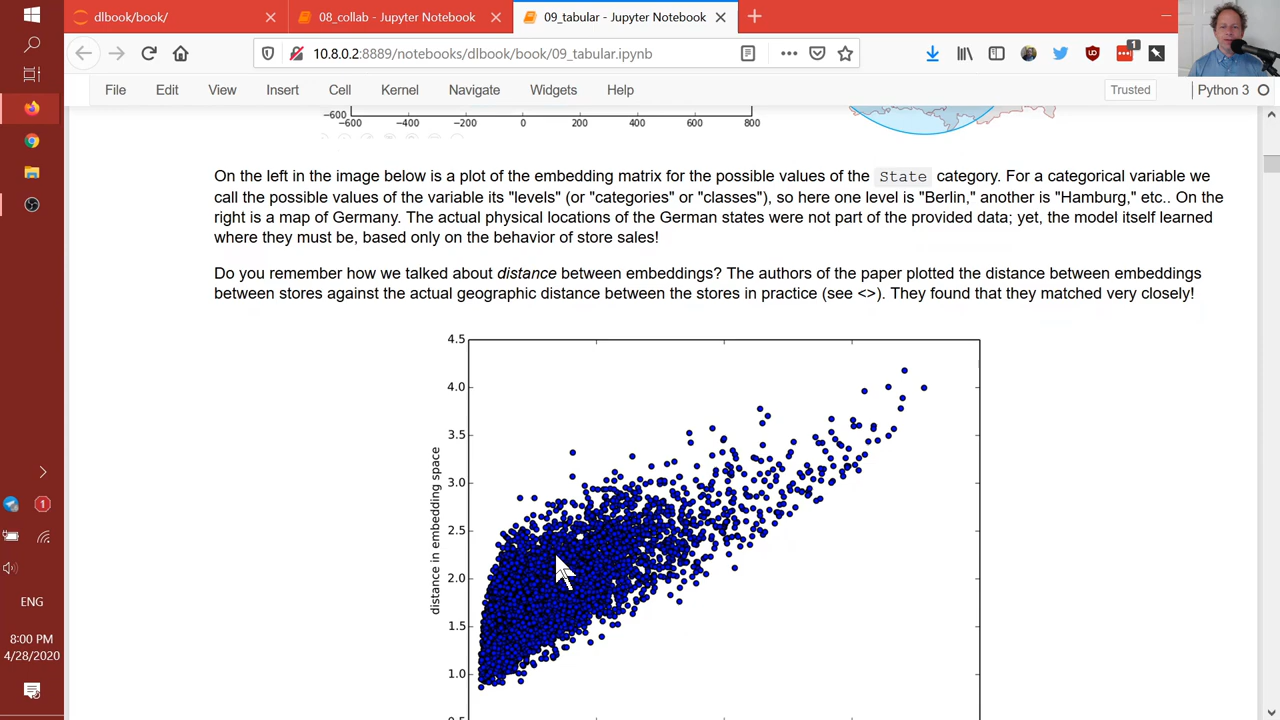 dlbook/book/
08_collab - Jupyter Notebook
09_tabular - Jupyter Notebook
10.8.0.2:8889/notebooks/dlbook/book/09_tabular.ipynb
1
File Edit View Insert Cell Kernel Navigate Widgets Help
Trusted
Python 3
−600
−600 −400 −200 0 200 400 600 800
On the left in the image below is a plot of the embedding matrix for the possible values of the State category. For a categorical variable we
call the possible values of the variable its "levels" (or "categories" or "classes"), so here one level is "Berlin," another is "Hamburg," etc.. On the
right is a map of Germany. The actual physical locations of the German states were not part of the provided data; yet, the model itself learned
where they must be, based only on the behavior of store sales!
Do you remember how we talked about distance between embeddings? The authors of the paper plotted the distance between embeddings
between stores against the actual geographic distance between the stores in practice (see <>). They found that they matched very closely!
4.5
4.0
3.5
3.0
2.5
2.0
1.5
1.0
0.5
distance in embedding space
1
ENG
8:00 PM
4/28/2020